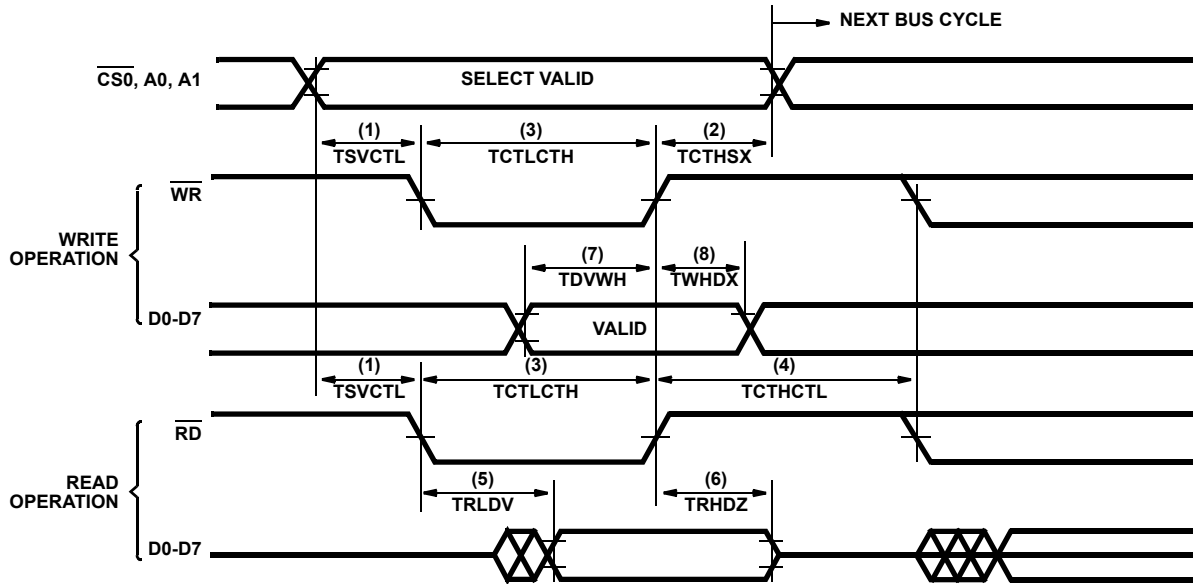 NEXT BUS CYCLE
CS0, A0, A1
SELECT VALID
(1)
TSVCTL
(3)
TCTLCTH
(2)
TCTHSX
WR
WRITE
OPERATION
(7)
TDVWH
(8)
TWHDX
D0-D7
VALID
(1)
TSVCTL
(3)
TCTLCTH
(4)
TCTHCTL
RD
READ
OPERATION
(5)
TRLDV
(6)
TRHDZ
D0-D7